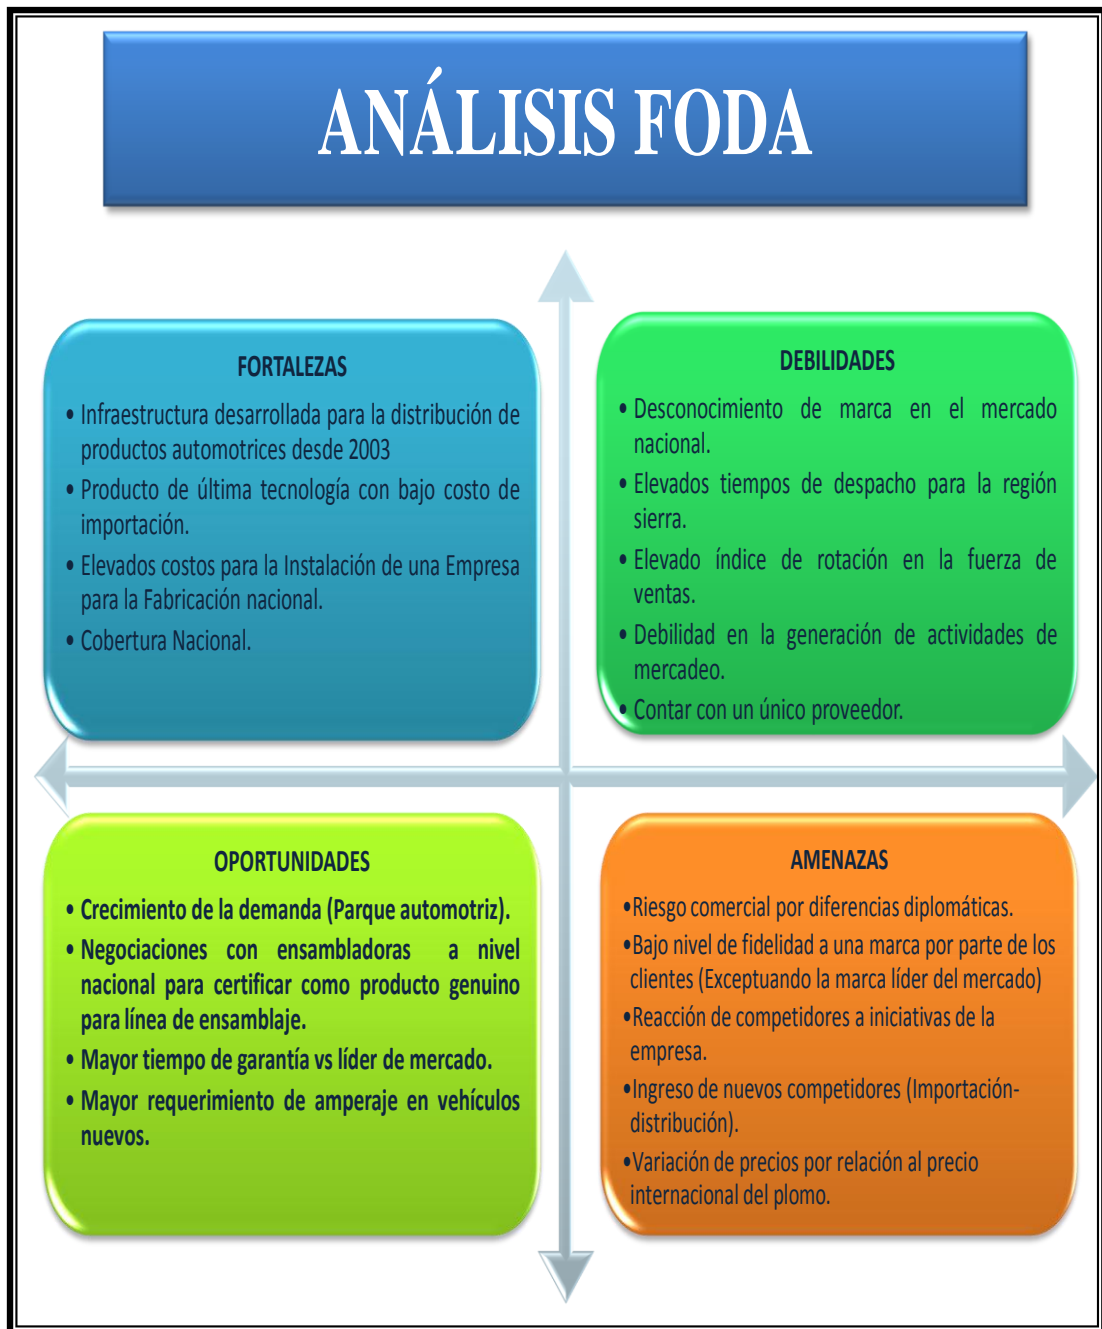 ANÁLISIS FODA
FORTALEZAS
• Infraestructura desarrollada para la distribución de
productos automotrices desde 2003
• Producto de última tecnología con bajo costo de
importación.
• Elevados costos para la Instalación de una Empresa
para la Fabricación nacional.
• Cobertura Nacional.
DEBILIDADES
• Desconocimiento de marca en el mercado
nacional.
• Elevados tiempos de despacho para la región
sierra.
• Elevado índice de rotación en la fuerza de
ventas.
• Debilidad en la generación de actividades de
mercadeo.
• Contar con un único proveedor.
OPORTUNIDADES
• Crecimiento de la demanda (Parque automotriz).
• Negociaciones con ensambladoras a nivel
nacional para certificar como producto genuino
para línea de ensamblaje.
• Mayor tiempo de garantía vs líder de mercado.
• Mayor requerimiento de amperaje en vehículos
nuevos.
AMENAZAS
•Riesgo comercial por diferencias diplomáticas.
•Bajo nivel de fidelidad a una marca por parte de los
clientes (Exceptuando la marca líder del mercado)
•Reacción de competidores a iniciativas de la
empresa.
•Ingreso de nuevos competidores (Importación-
distribución).
•Variación de precios por relación al precio
internacional del plomo.